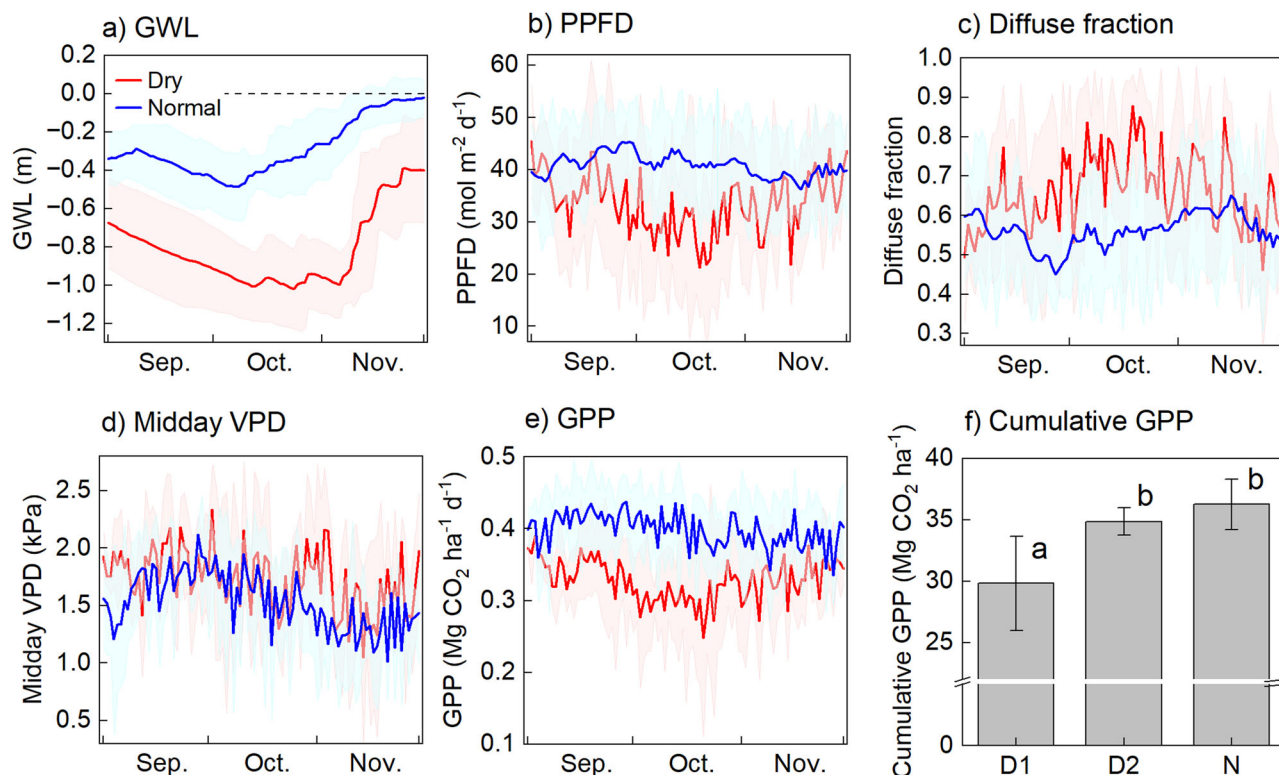 a) GWL
GWL (m)
0.2
0.0
−0.2
−0.4
−0.6
−0.8
−1.0
−1.2
Dry
Normal
Sep. Oct. Nov.
b) PPFD
PPFD (mol m⁻² d⁻¹)
60
50
40
30
20
10
Sep. Oct. Nov.
c) Diffuse fraction
Diffuse fraction
1.0
0.9
0.8
0.7
0.6
0.5
0.4
0.3
Sep. Oct. Nov.
d) Midday VPD
Midday VPD (kPa)
2.5
2.0
1.5
1.0
0.5
Sep. Oct. Nov.
e) GPP
GPP (Mg CO₂ ha⁻¹ d⁻¹)
0.5
0.4
0.3
0.2
0.1
Sep. Oct. Nov.
f) Cumulative GPP
Cumulative GPP (Mg CO₂ ha⁻¹)
40
35
30
25
0
a
b
b
D1 D2 N